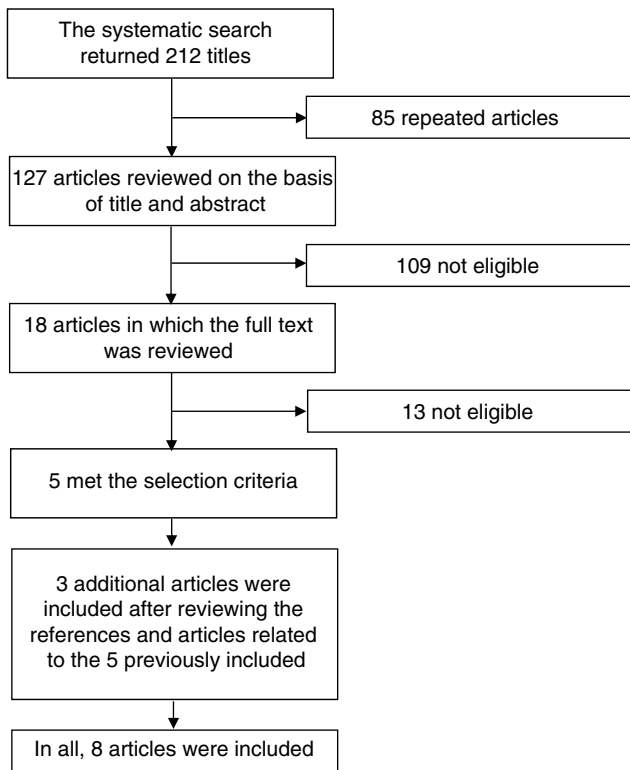 The systematic search
returned 212 titles
85 repeated articles
127 articles reviewed on the basis
of title and abstract
109 not eligible
18 articles in which the full text
was reviewed
13 not eligible
5 met the selection criteria
3 additional articles were
included after reviewing the
references and articles related
to the 5 previously included
In all, 8 articles were included